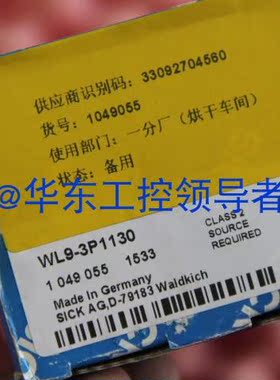 供应商识别码：33092704560
货号：1049055
使用部门：一分厂（烘干车间）
状态：备用
@华东工控领导者
WL9-3P1130
1 049 055 1533
CLASS 2
SOURCE
REQUIRED
Made in Germany
SICK AG,D-79183 Waldkich